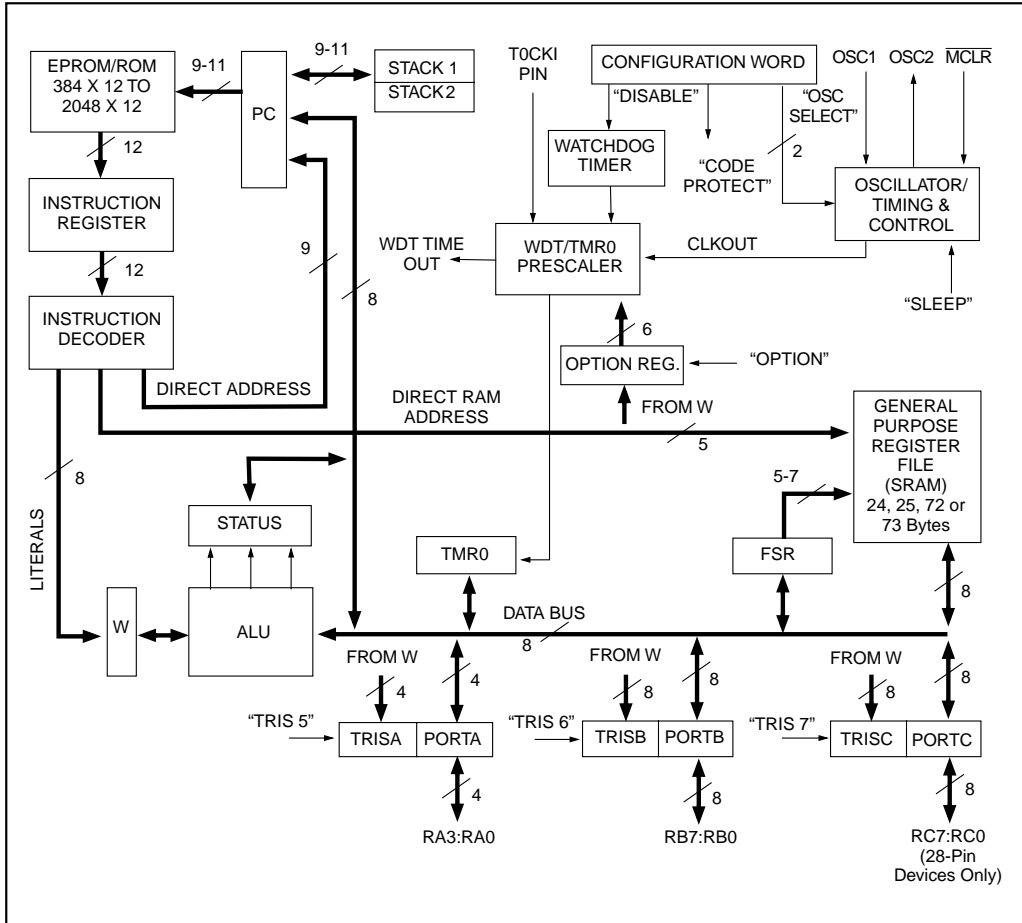 EPROM/ROM
384 X 12 TO
2048 X 12
9-11
PC
9-11
STACK 1
STACK 2
T0CKI
PIN
CONFIGURATION WORD
“DISABLE”
“OSC
SELECT”
OSC1
OSC2
MCLR
WATCHDOG
TIMER
“CODE
PROTECT”
2
OSCILLATOR/
TIMING &
CONTROL
12
INSTRUCTION
REGISTER
12
INSTRUCTION
DECODER
9
8
WDT TIME
OUT
WDT/TMR0
PRESCALER
CLKOUT
“SLEEP”
6
OPTION REG.
“OPTION”
FROM W
DIRECT ADDRESS
DIRECT RAM
ADDRESS
5
GENERAL
PURPOSE
REGISTER
FILE
(SRAM)
24, 25, 72 or
73 Bytes
8
LITERALS
STATUS
5-7
TMR0
FSR
8
W
ALU
DATA BUS
8
FROM W
4
4
FROM W
8
8
FROM W
8
8
“TRIS 5”
TRISA
PORTA
“TRIS 6”
TRISB
PORTB
“TRIS 7”
TRISC
PORTC
4
8
8
RA3:RA0
RB7:RB0
RC7:RC0
(28-Pin
Devices Only)